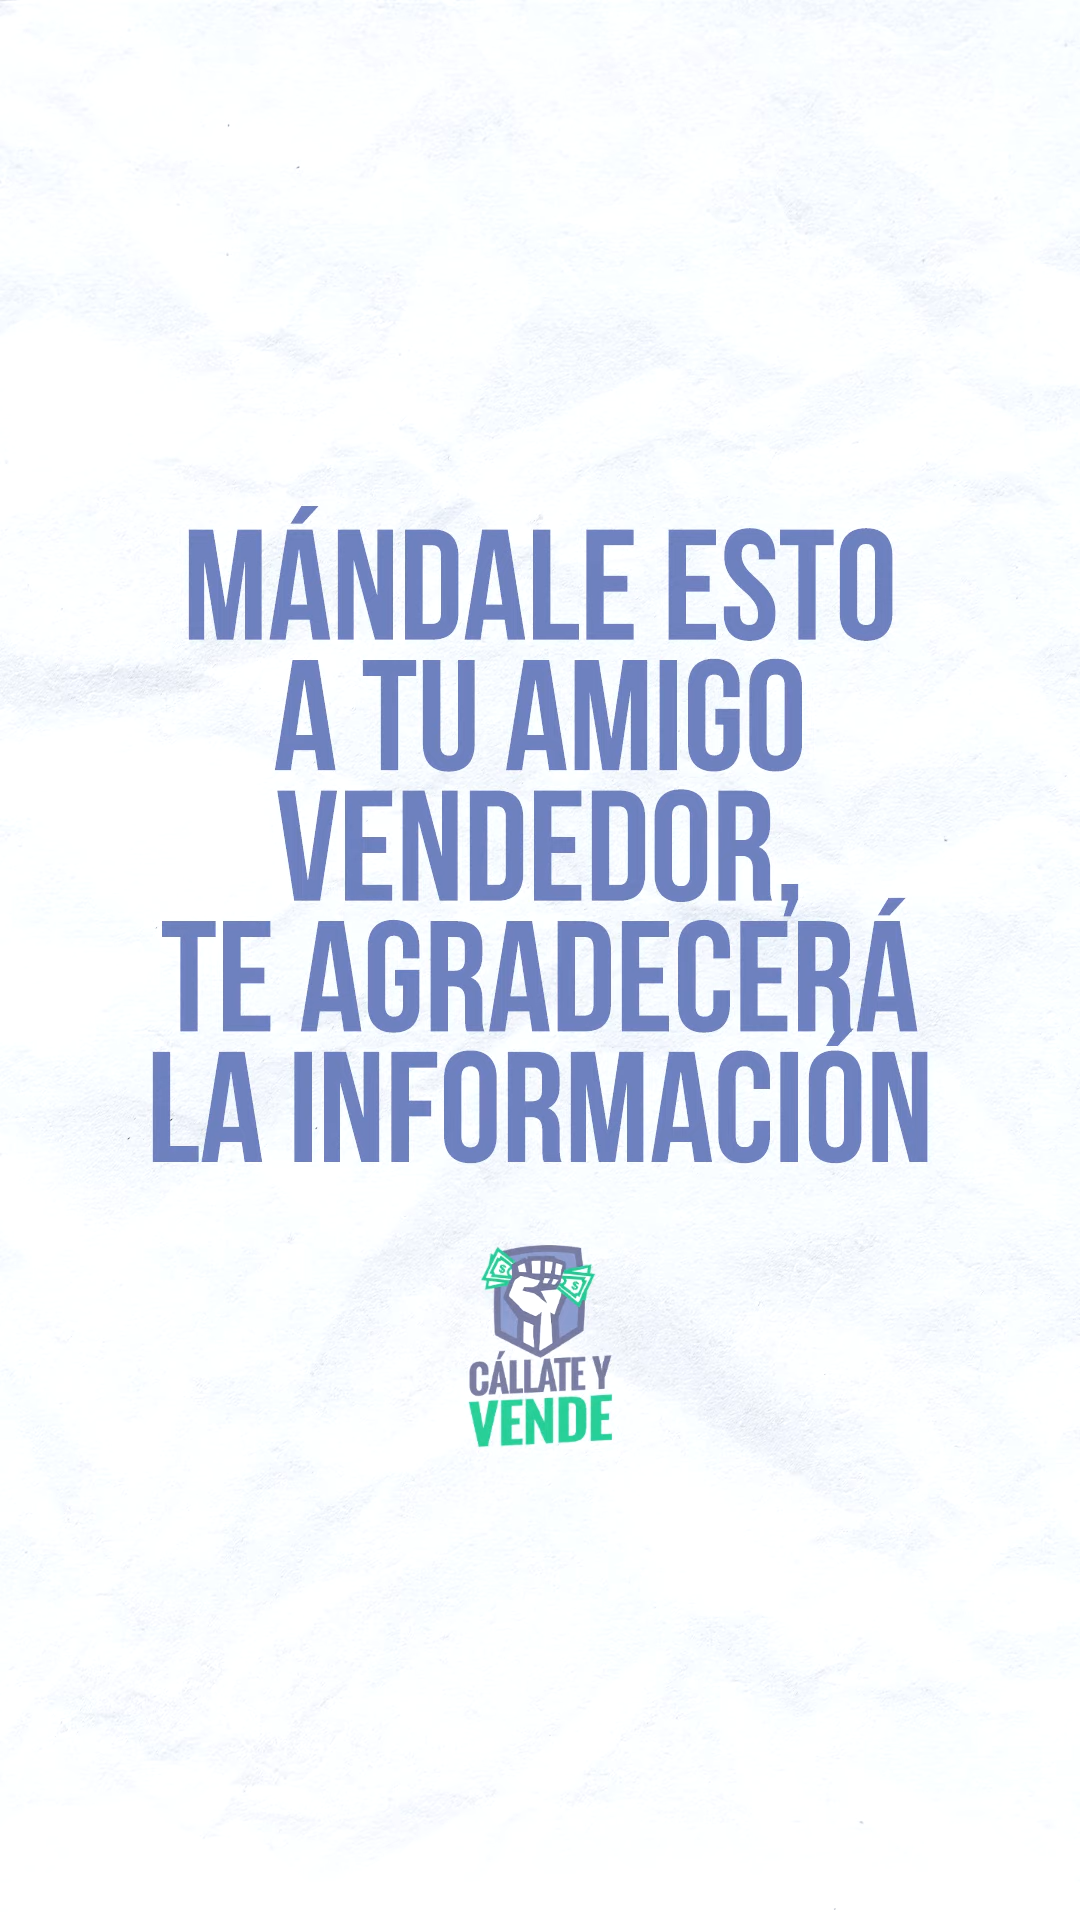 MÁNDALE ESTO
A TU AMIGO
VENDEDOR,
TE AGRADECERÁ
LA INFORMACIÓN
$ $
CÁLLATE Y
VENDE